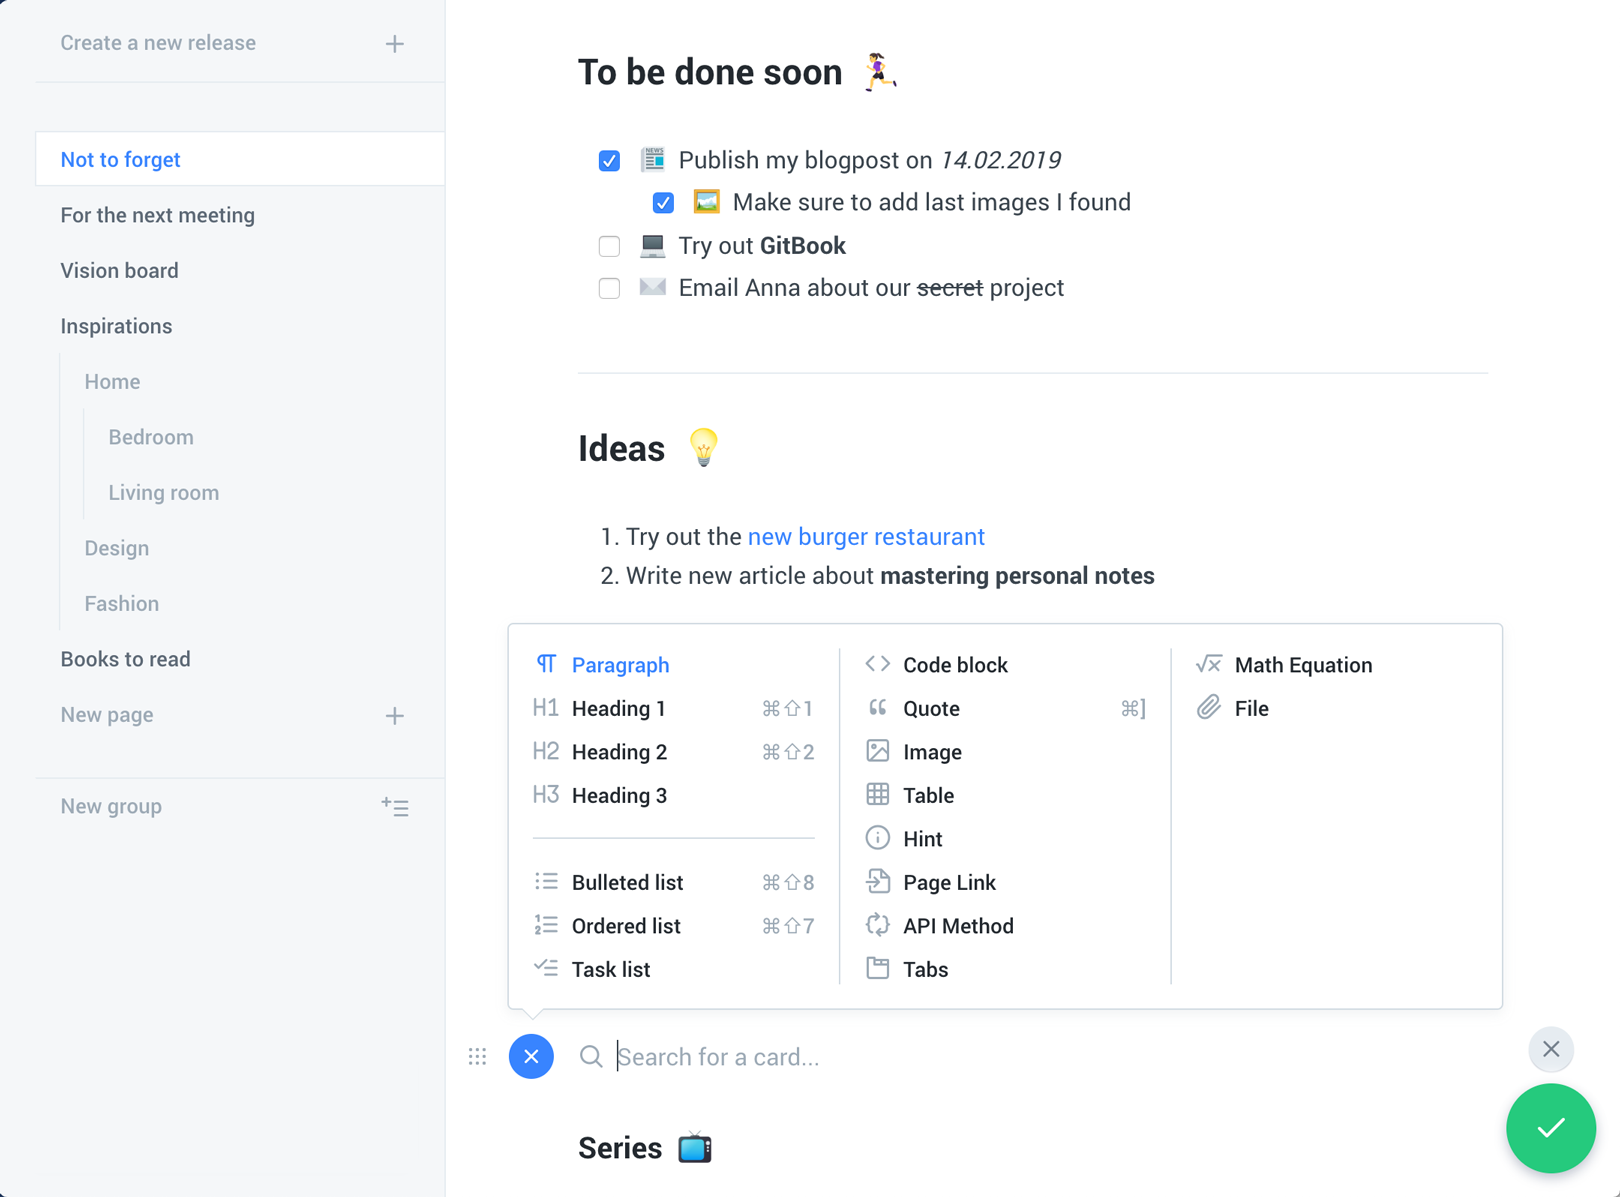 Create a new release
Not to forget
For the next meeting
Vision board
Inspirations
Home
Bedroom
Living room
Design
Fashion
Books to read
New page
New group
To be done soon
Publish my blogpost on 14.02.2019
Make sure to add last images I found
Try out GitBook
Email Anna about our secret project
Ideas
1. Try out the new burger restaurant
2. Write new article about mastering personal notes
Paragraph
H1 Heading 1 ⌘⇧1
H2 Heading 2 ⌘⇧2
H3 Heading 3
Bulleted list ⌘⇧8
Ordered list ⌘⇧7
Task list
Code block
Quote ⌘]
Image
Table
Hint
Page Link
API Method
Tabs
Math Equation
File
Search for a card...
Series